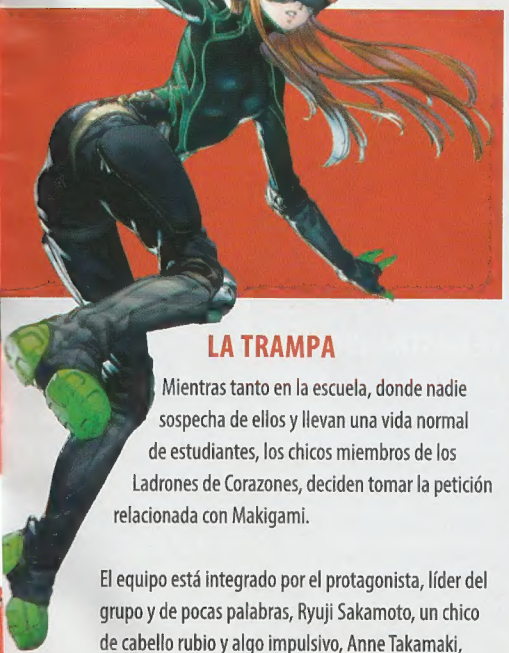 LA TRAMPA
Mientras tanto en la escuela, donde nadie
sospecha de ellos y llevan una vida normal
de estudiantes, los chicos miembros de los
Ladrones de Corazones, deciden tomar la petición
relacionada con Makigami.
El equipo está integrado por el protagonista, líder del
grupo y de pocas palabras, Ryuji Sakamoto, un chico
de cabello rubio y algo impulsivo, Anne Takamaki,